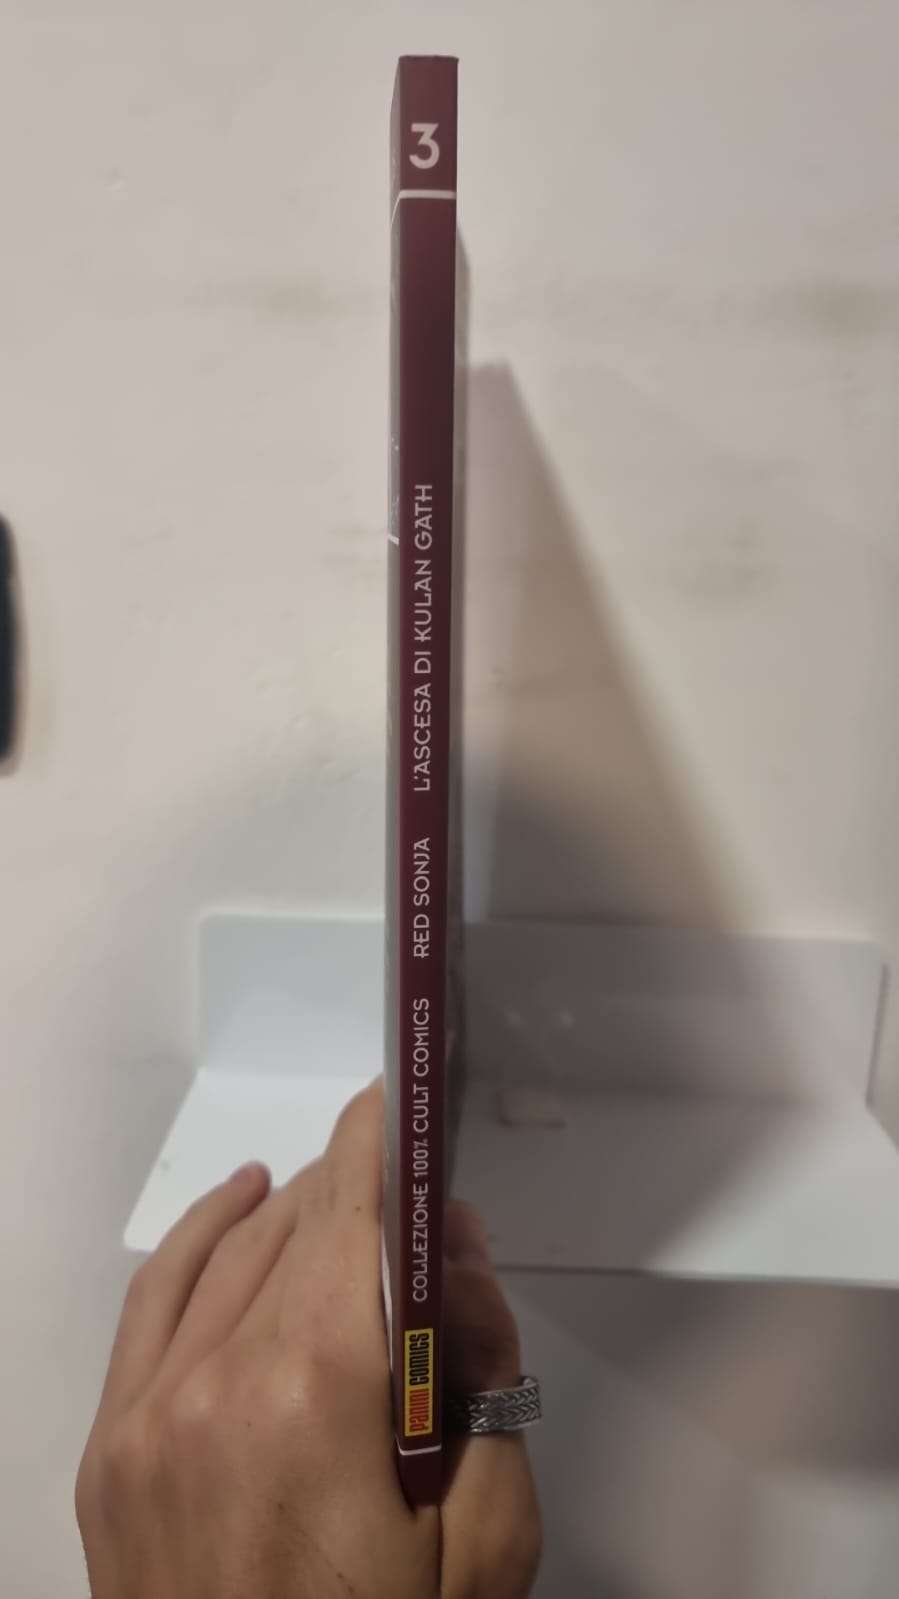 3
COLLEZIONE 100% CULT COMICS RED SONJA L'ASCESA DI KULAN GATH
PANINI COMICS